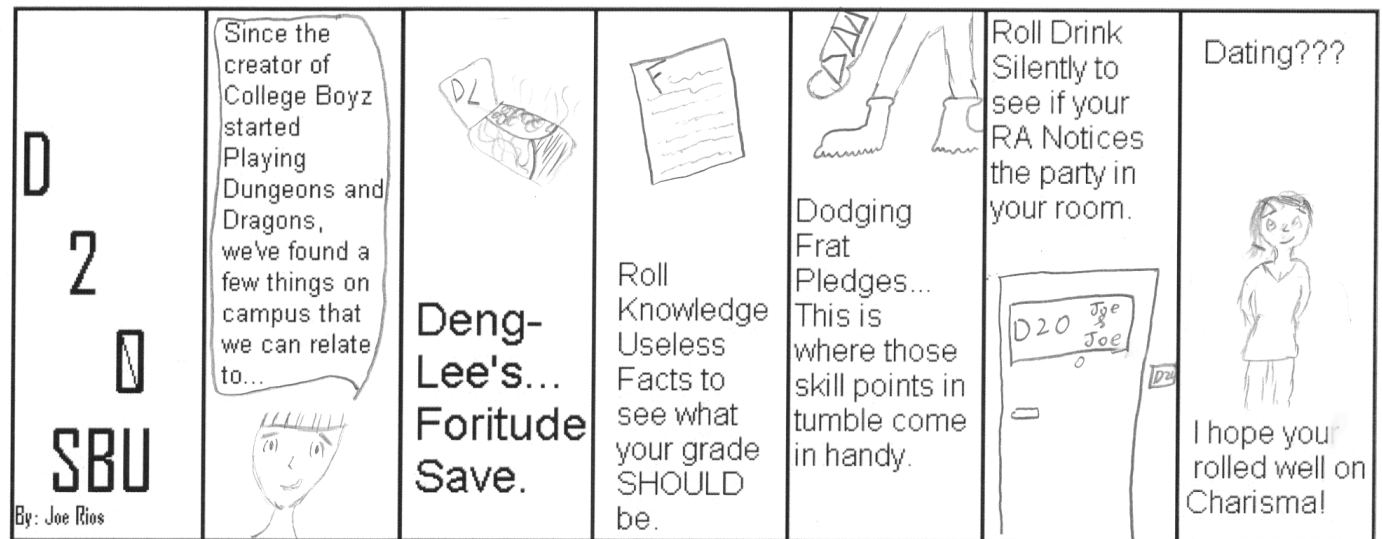 D
2
0
SBU
By: Joe Rios
Since the
creator of
College Boyz
started
Playing
Dungeons and
Dragons,
we've found a
few things on
campus that
we can relate
to...
DL
Deng-
Lee's...
Foritude
Save.
F
Roll
Knowledge
Useless
Facts to
see what
your grade
SHOULD
be.
Dodging
Frat
Pledges...
This is
where those
skill points in
tumble come
in handy.
Roll Drink
Silently to
see if your
RA Notices
the party in
your room.
D20
Joe
&
Joe
D20
Dating???
I hope your
rolled well on
Charisma!